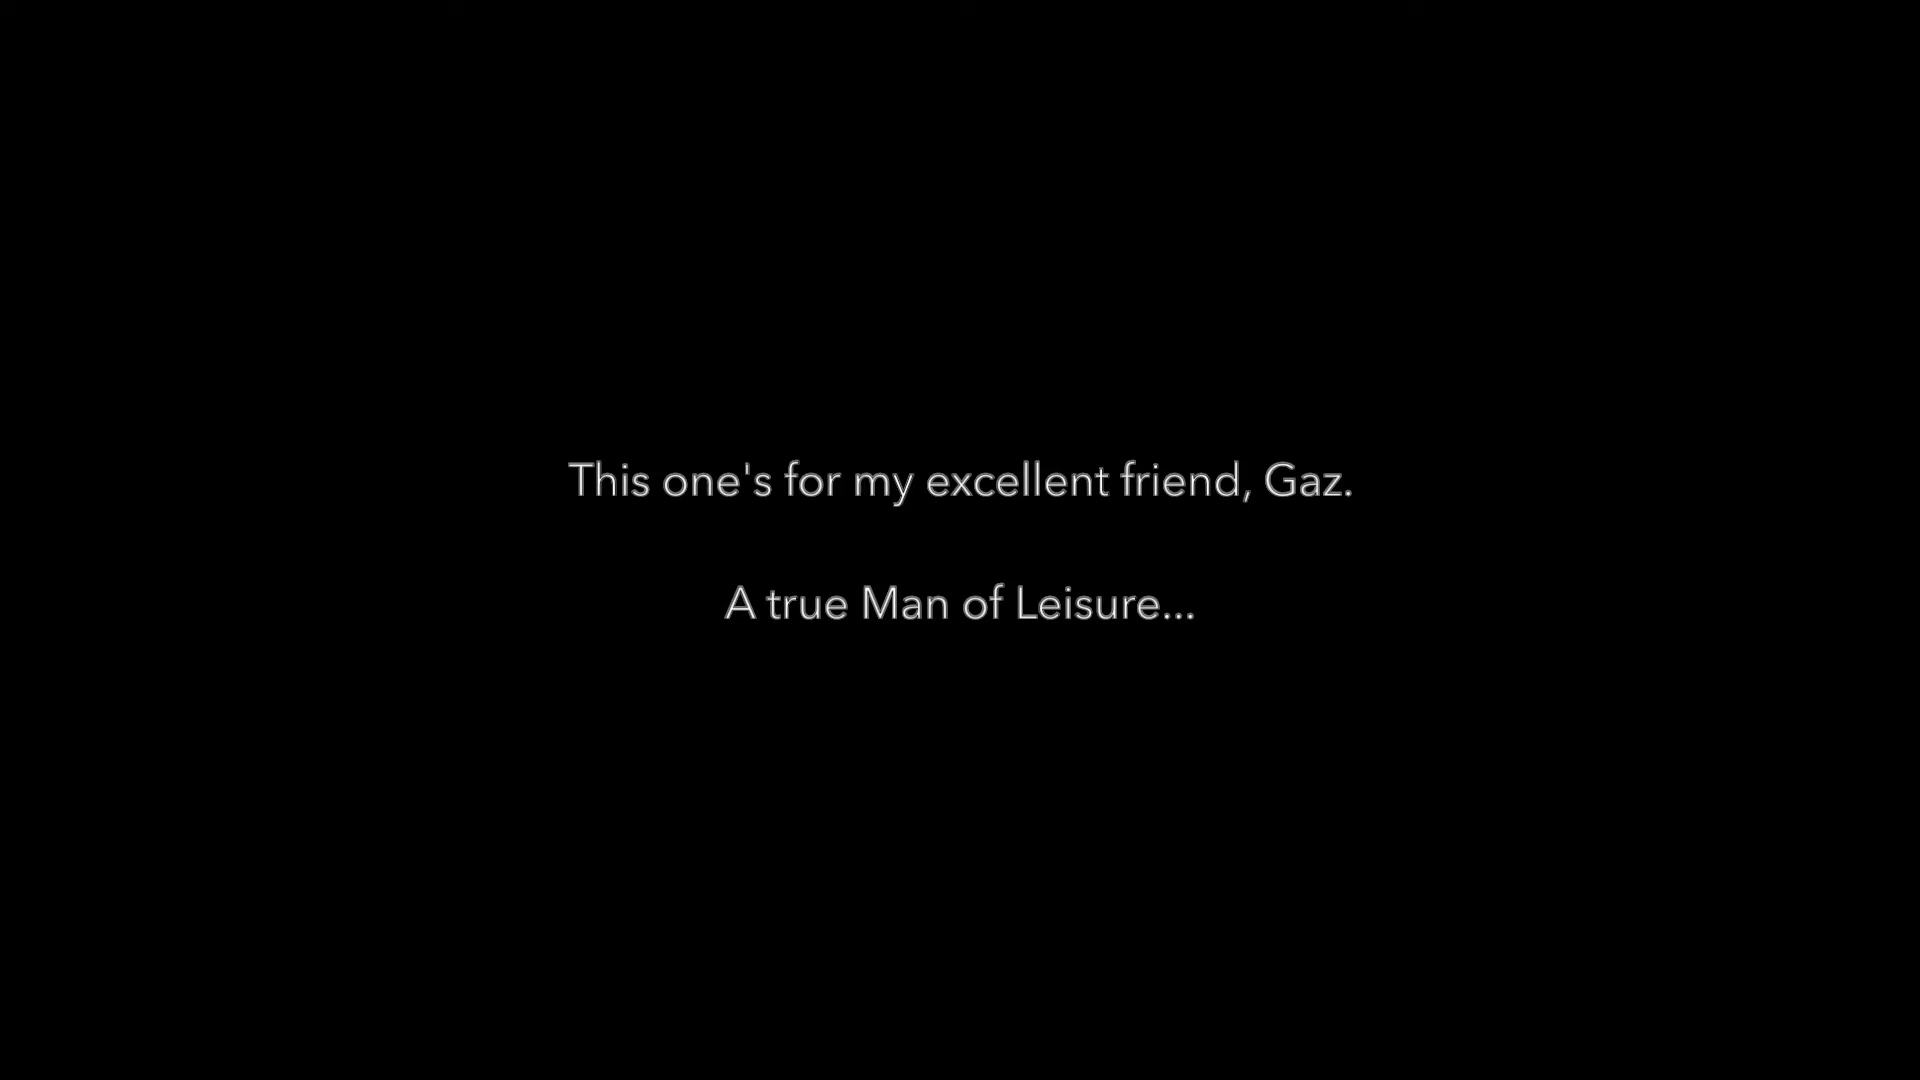 This one's for my excellent friend, Gaz.
A true Man of Leisure...